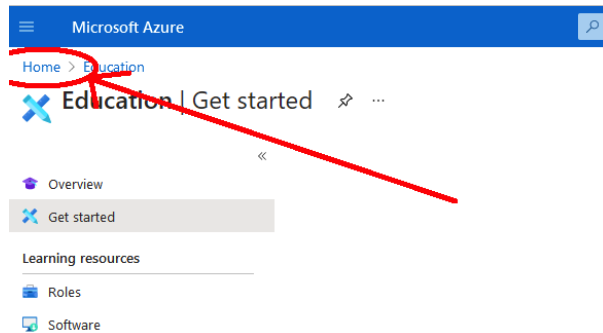 Microsoft Azure
Home > Education
Education | Get started
Overview
Get started
Learning resources
Roles
Software